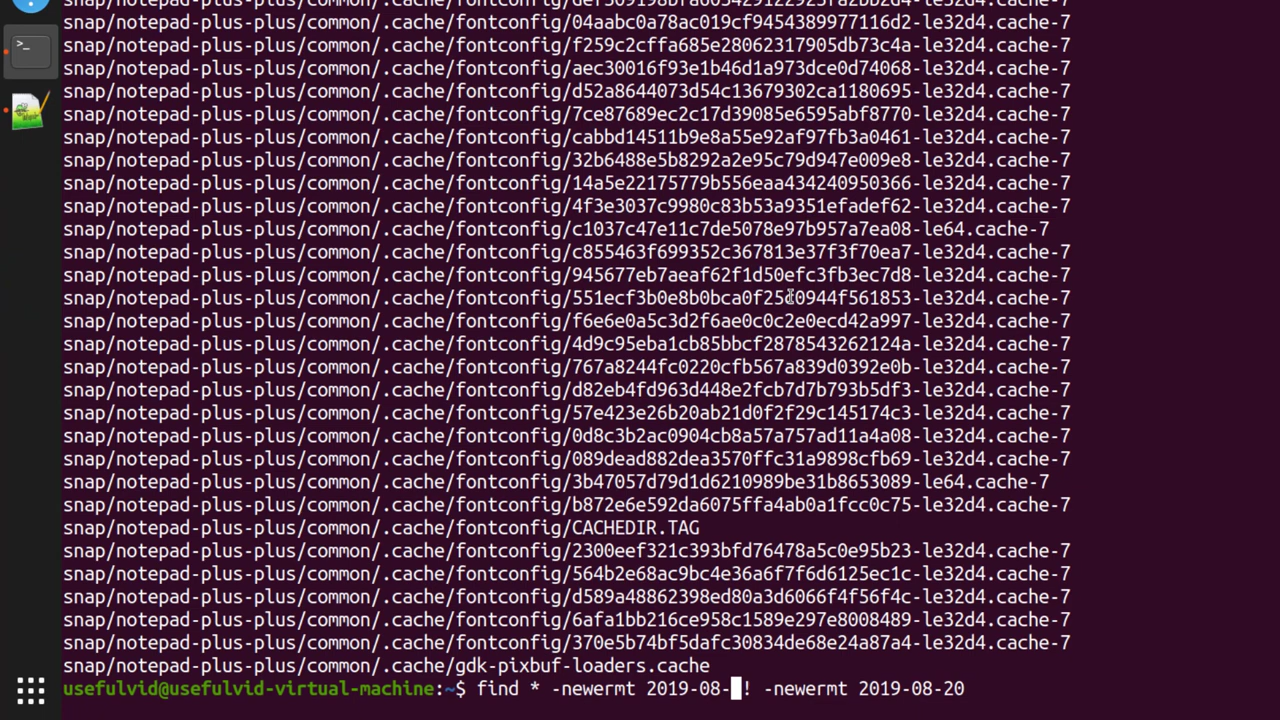 snap/notepad-plus-plus/common/.cache/fontconfig/04aabc0a78ac019cf9454389977116d2-le32d4.cache-7
snap/notepad-plus-plus/common/.cache/fontconfig/f259c2cffa685e28062317905db73c4a-le32d4.cache-7
snap/notepad-plus-plus/common/.cache/fontconfig/aec30016f93e1b46d1a973dce0d74068-le32d4.cache-7
snap/notepad-plus-plus/common/.cache/fontconfig/d52a8644073d54c13679302ca1180695-le32d4.cache-7
snap/notepad-plus-plus/common/.cache/fontconfig/7ce87689ec2c17d39085e6595abf8770-le32d4.cache-7
snap/notepad-plus-plus/common/.cache/fontconfig/cabbd14511b9e8a55e92af97fb3a0461-le32d4.cache-7
snap/notepad-plus-plus/common/.cache/fontconfig/32b6488e5b8292a2e95c79d947e009e8-le32d4.cache-7
snap/notepad-plus-plus/common/.cache/fontconfig/14a5e22175779b556eaa434240950366-le32d4.cache-7
snap/notepad-plus-plus/common/.cache/fontconfig/4f3e3037c9980c83b53a9351efadef62-le32d4.cache-7
snap/notepad-plus-plus/common/.cache/fontconfig/c1037c47e11c7de5078e97b957a7ea08-le64.cache-7
snap/notepad-plus-plus/common/.cache/fontconfig/c855463f699352c367813e37f3f70ea7-le32d4.cache-7
snap/notepad-plus-plus/common/.cache/fontconfig/945677eb7aeaf62f1d50efc3fb3ec7d8-le32d4.cache-7
snap/notepad-plus-plus/common/.cache/fontconfig/551ecf3b0e8b0bca0f25d0944f561853-le32d4.cache-7
snap/notepad-plus-plus/common/.cache/fontconfig/f6e6e0a5c3d2f6ae0c0c2e0ecd42a997-le32d4.cache-7
snap/notepad-plus-plus/common/.cache/fontconfig/4d9c95eba1cb85bbcf2878543262124a-le32d4.cache-7
snap/notepad-plus-plus/common/.cache/fontconfig/767a8244fc0220cfb567a839d0392e0b-le32d4.cache-7
snap/notepad-plus-plus/common/.cache/fontconfig/d82eb4fd963d448e2fcb7d7b793b5df3-le32d4.cache-7
snap/notepad-plus-plus/common/.cache/fontconfig/57e423e26b20ab21d0f2f29c145174c3-le32d4.cache-7
snap/notepad-plus-plus/common/.cache/fontconfig/0d8c3b2ac0904cb8a57a757ad11a4a08-le32d4.cache-7
snap/notepad-plus-plus/common/.cache/fontconfig/089dead882dea3570ffc31a9898cfb69-le32d4.cache-7
snap/notepad-plus-plus/common/.cache/fontconfig/3b47057d79d1d6210989be31b8653089-le64.cache-7
snap/notepad-plus-plus/common/.cache/fontconfig/b872e6e592da6075ffa4ab0a1fcc0c75-le32d4.cache-7
snap/notepad-plus-plus/common/.cache/fontconfig/CACHEDIR.TAG
snap/notepad-plus-plus/common/.cache/fontconfig/2300eef321c393bfd76478a5c0e95b23-le32d4.cache-7
snap/notepad-plus-plus/common/.cache/fontconfig/564b2e68ac9bc4e36a6f7f6d6125ec1c-le32d4.cache-7
snap/notepad-plus-plus/common/.cache/fontconfig/d589a48862398ed80a3d6066f4f56f4c-le32d4.cache-7
snap/notepad-plus-plus/common/.cache/fontconfig/6afa1bb216ce958c1589e297e8008489-le32d4.cache-7
snap/notepad-plus-plus/common/.cache/fontconfig/370e5b74bf5dafc30834de68e24a87a4-le32d4.cache-7
snap/notepad-plus-plus/common/.cache/gdk-pixbuf-loaders.cache
usefulvid@usefulvid-virtual-machine:~$ find * -newermt 2019-08- ! -newermt 2019-08-20